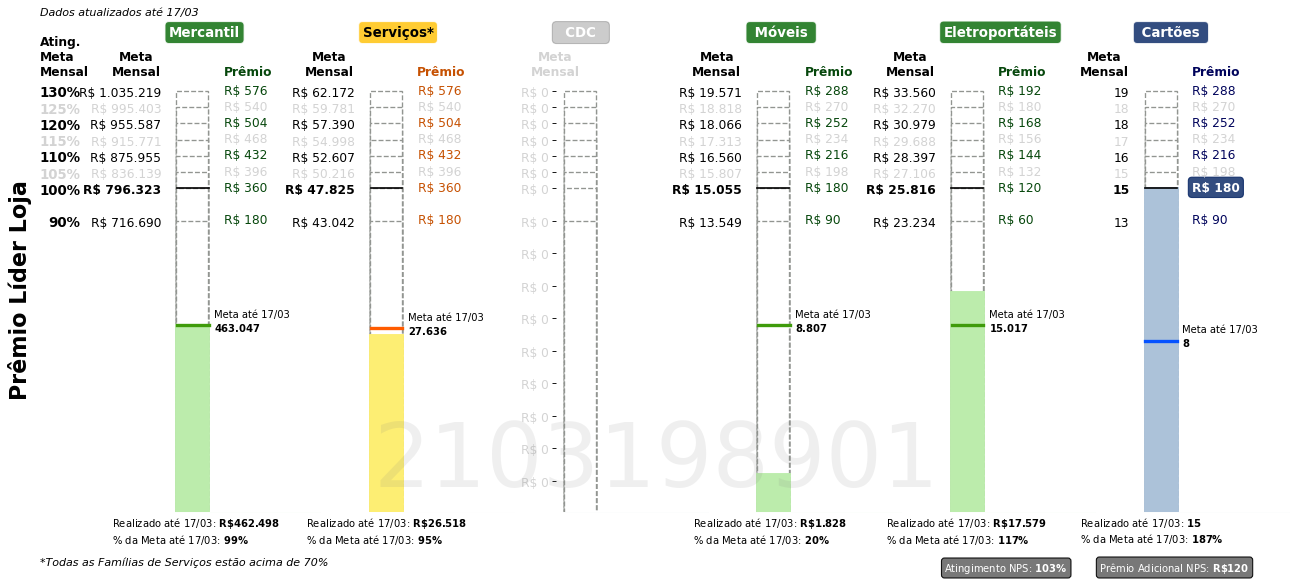 Dados atualizados até 17/03
Mercantil Serviços* CDC Móveis Eletroportáteis Cartões
Ating. Meta Mensal
Meta Mensal Prêmio Meta Mensal Prêmio Meta Mensal Meta Mensal Prêmio Meta Mensal Prêmio Meta Mensal Prêmio
130% R$ 1.035.219 R$ 576 R$ 62.172 R$ 576 R$ 0 R$ 19.571 R$ 288 R$ 33.560 R$ 192 19 R$ 288
125% R$ 995.403 R$ 540 R$ 59.781 R$ 540 R$ 0 R$ 18.818 R$ 270 R$ 32.270 R$ 180 18 R$ 270
120% R$ 955.587 R$ 504 R$ 57.390 R$ 504 R$ 0 R$ 18.066 R$ 252 R$ 30.979 R$ 168 18 R$ 252
115% R$ 915.771 R$ 468 R$ 54.998 R$ 468 R$ 0 R$ 17.313 R$ 234 R$ 29.688 R$ 156 17 R$ 234
110% R$ 875.955 R$ 432 R$ 52.607 R$ 432 R$ 0 R$ 16.560 R$ 216 R$ 28.397 R$ 144 16 R$ 216
105% R$ 836.139 R$ 396 R$ 50.216 R$ 396 R$ 0 R$ 15.807 R$ 198 R$ 27.106 R$ 132 15 R$ 198
100% R$ 796.323 R$ 360 R$ 47.825 R$ 360 R$ 0 R$ 15.055 R$ 180 R$ 25.816 R$ 120 15 R$ 180
90% R$ 716.690 R$ 180 R$ 43.042 R$ 180 R$ 0 R$ 13.549 R$ 90 R$ 23.234 R$ 60 13 R$ 90
R$ 0
R$ 0
R$ 0
R$ 0
R$ 0
R$ 0
R$ 0
R$ 0
Prêmio Líder Loja
Meta até 17/03 Meta até 17/03 Meta até 17/03 Meta até 17/03 Meta até 17/03
463.047 27.636 8.807 15.017 8
2103198901
Realizado até 17/03: R$462.498 Realizado até 17/03: R$26.518 Realizado até 17/03: R$1.828 Realizado até 17/03: R$17.579 Realizado até 17/03: 15
% da Meta até 17/03: 99% % da Meta até 17/03: 95% % da Meta até 17/03: 20% % da Meta até 17/03: 117% % da Meta até 17/03: 187%
*Todas as Famílias de Serviços estão acima de 70%
Atingimento NPS: 103% Prêmio Adicional NPS: R$120